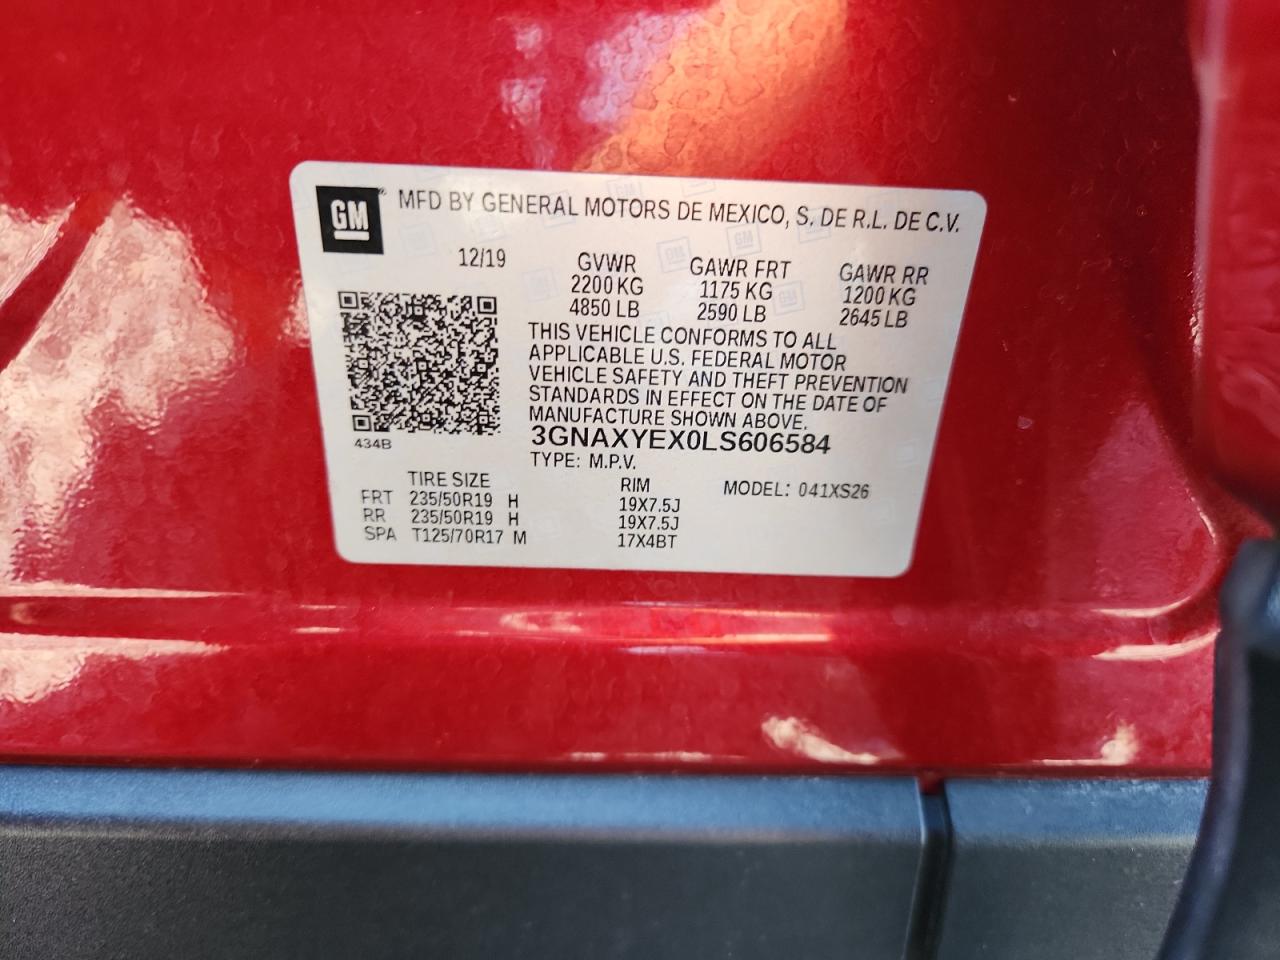 GM
MFD BY GENERAL MOTORS DE MEXICO, S. DE R.L. DE C.V.
12/19 GVWR GAWR FRT GAWR RR
2200 KG 1175 KG 1200 KG
4850 LB 2590 LB 2645 LB
THIS VEHICLE CONFORMS TO ALL
APPLICABLE U.S. FEDERAL MOTOR
VEHICLE SAFETY AND THEFT PREVENTION
STANDARDS IN EFFECT ON THE DATE OF
MANUFACTURE SHOWN ABOVE.
434B 3GNAXYEX0LS606584
TYPE: M.P.V.
TIRE SIZE RIM MODEL: 041XS26
FRT 235/50R19 H 19X7.5J
RR 235/50R19 H 19X7.5J
SPA T125/70R17 M 17X4BT